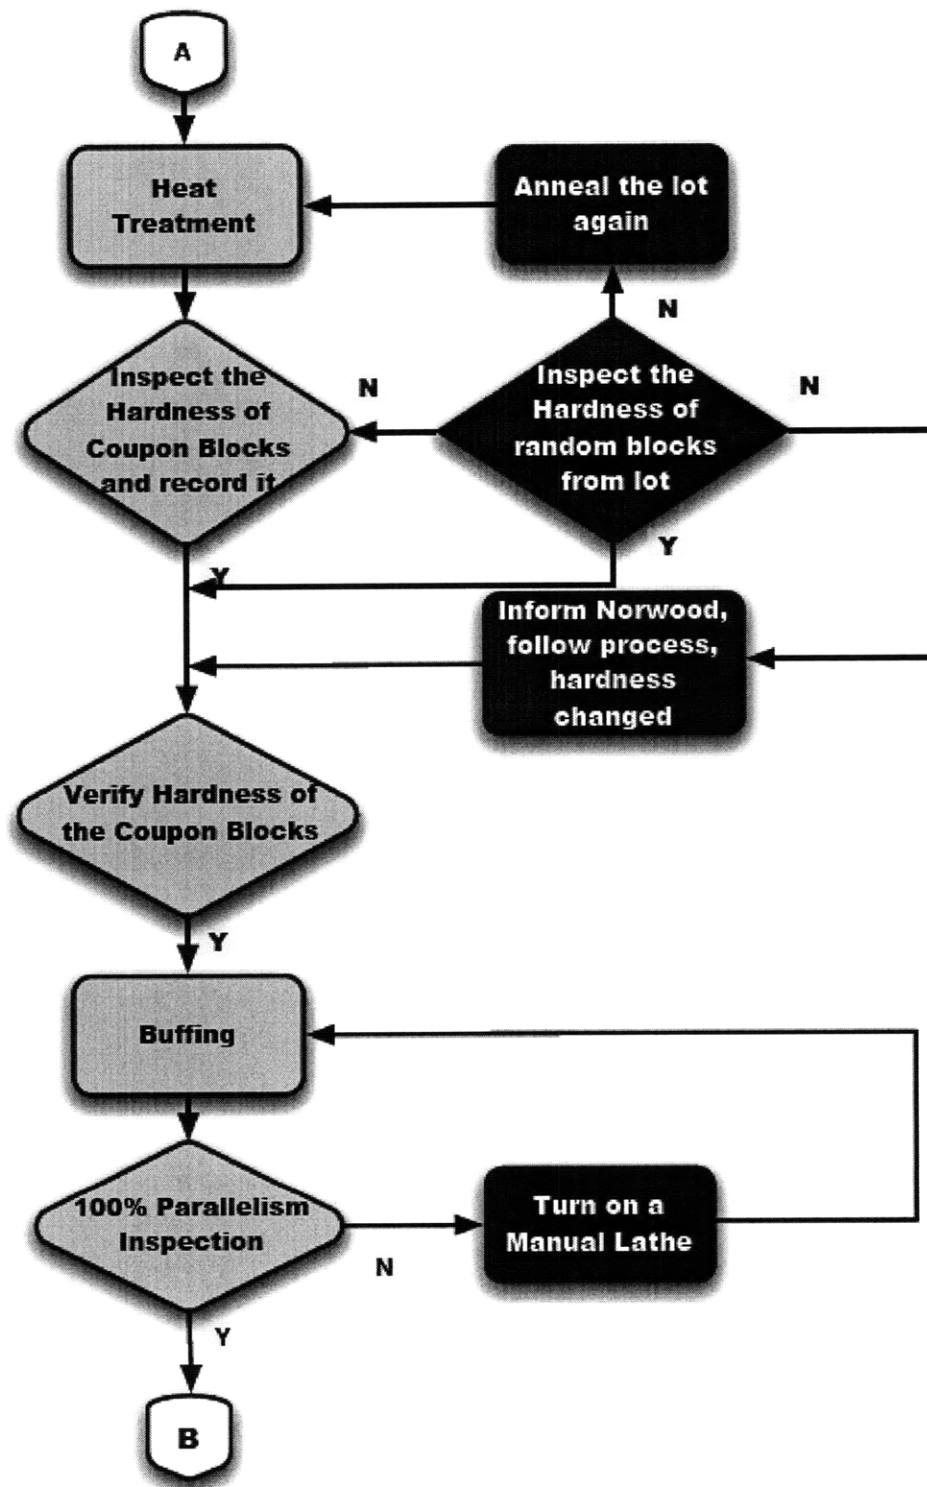 A
Heat
Treatment
Anneal the lot
again
N
Inspect the
Hardness of
Coupon Blocks
and record it
N
Inspect the
Hardness of
random blocks
from lot
N
Y
Y
Inform Norwood,
follow process,
hardness
changed
Verify Hardness of
the Coupon Blocks
Y
Buffing
100% Parallelism
Inspection
N
Turn on a
Manual Lathe
Y
B